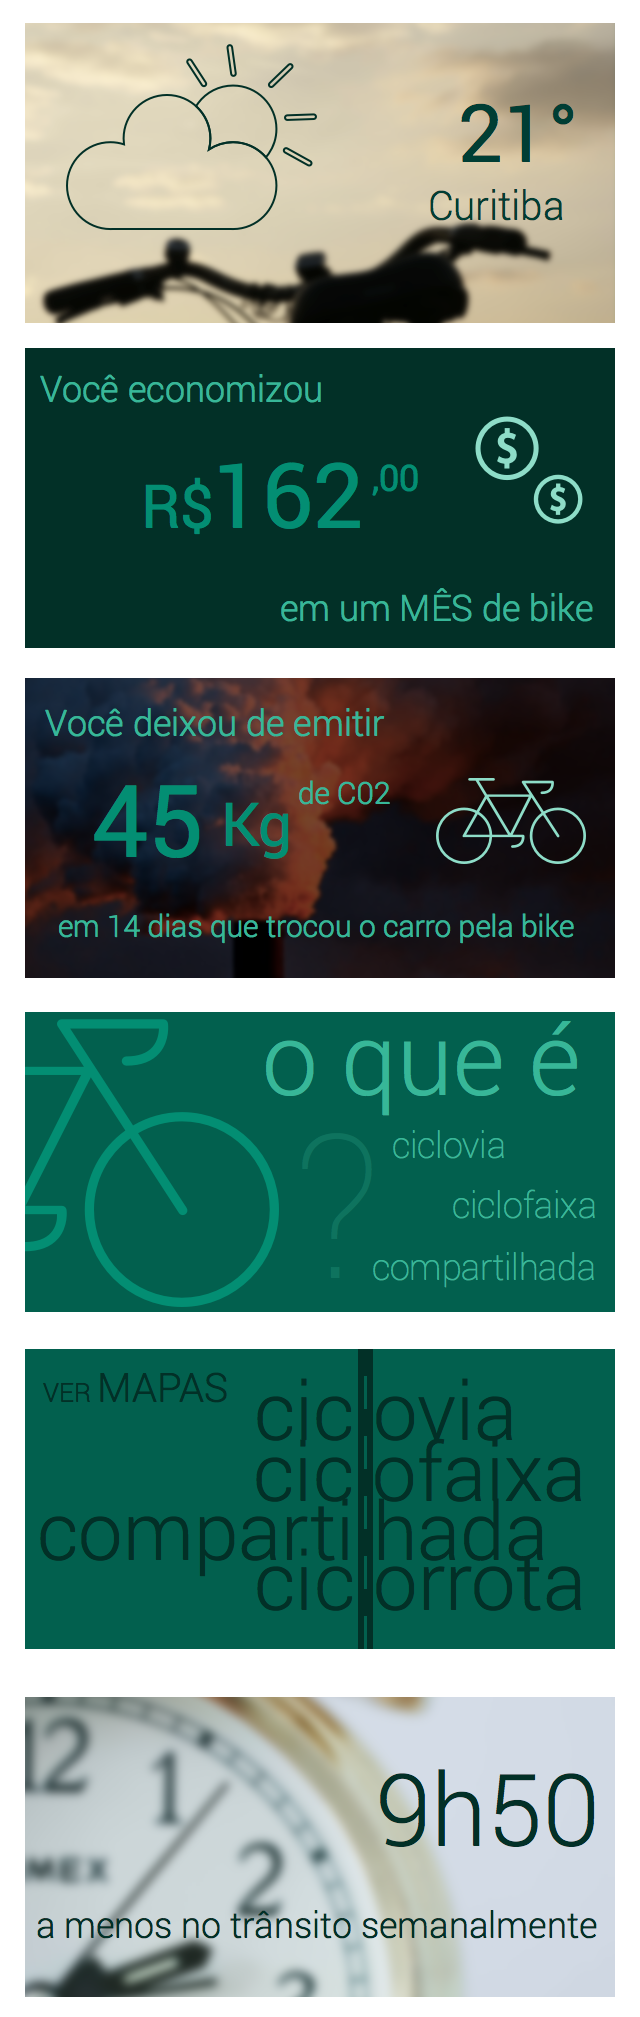 21°
Curitiba
Você economizou
R$162,00
$
$
em um MÊS de bike
Você deixou de emitir
45 Kg de C02
em 14 dias que trocou o carro pela bike
o que é
?
ciclovia
ciclofaixa
compartilhada
VER MAPAS
ciclovia
ciclofaixa
compartilhada
ciclorrota
12
1
MEX
2
3
9h50
a menos no trânsito semanalmente